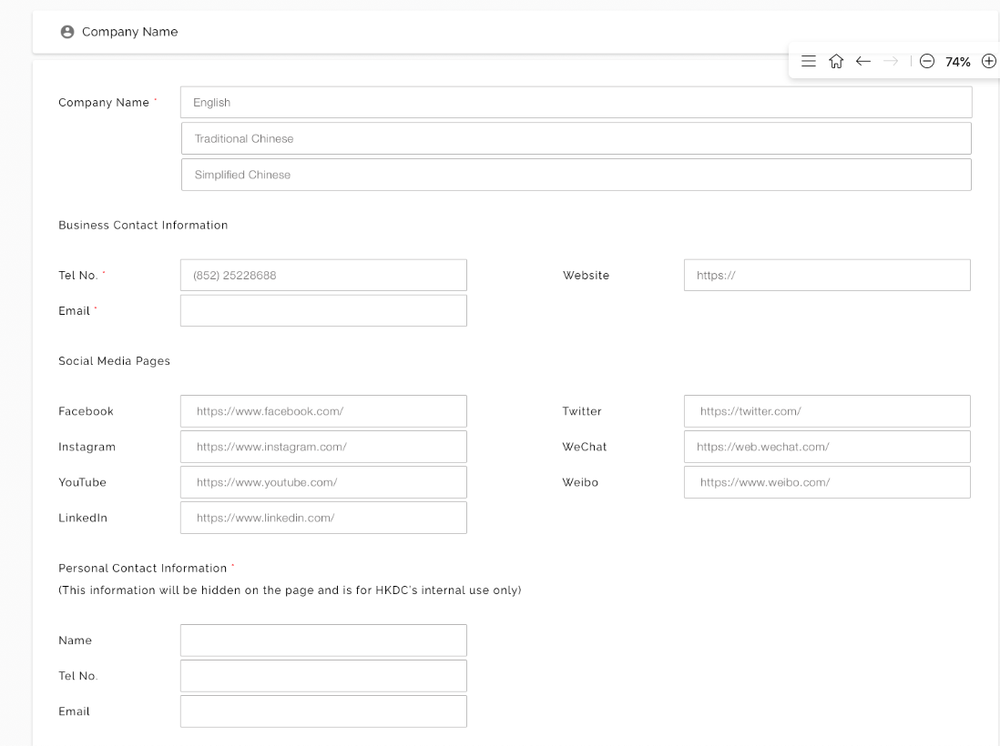 Company Name
74%
Company Name * English
Traditional Chinese
Simplified Chinese
Business Contact Information
Tel No. * (852) 25228688 Website https://
Email *
Social Media Pages
Facebook https://www.facebook.com/ Twitter https://twitter.com/
Instagram https://www.instagram.com/ WeChat https://web.wechat.com/
YouTube https://www.youtube.com/ Weibo https://www.weibo.com/
LinkedIn https://www.linkedin.com/
Personal Contact Information *
(This information will be hidden on the page and is for HKDC's internal use only)
Name
Tel No.
Email